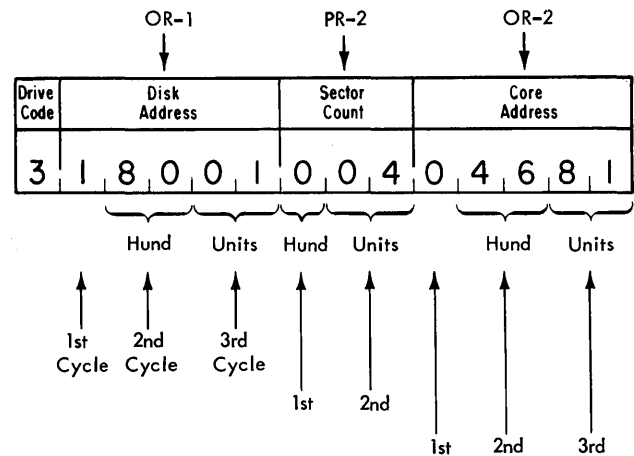 OR-1 PR-2 OR-2
Drive Code Disk Address Sector Count Core Address
3 1 8 0 0 1 0 0 4 0 4 6 8 1
Hund Units Hund Units Hund Units
1st Cycle 2nd Cycle 3rd Cycle
1st 2nd
1st 2nd 3rd